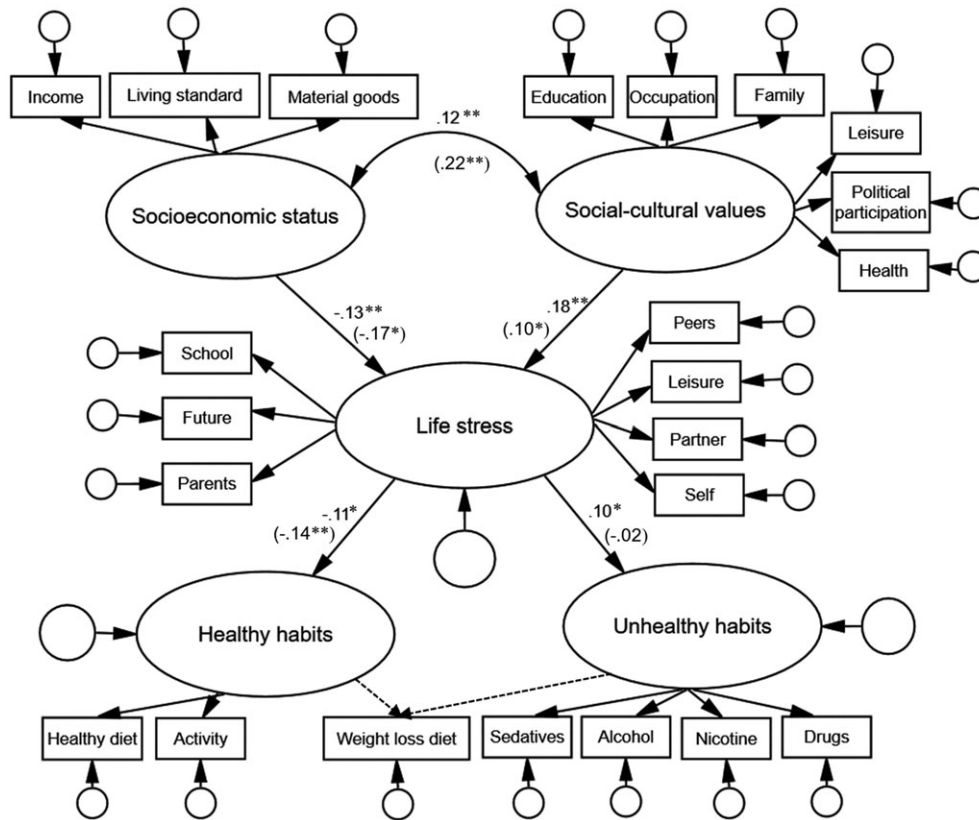 Income
Living standard
Material goods
Education
Occupation
Family
Leisure
.12**
(.22**)
Socioeconomic status
Social-cultural values
Political
participation
Health
-.13**
(-.17*)
.18**
(.10*)
School
Future
Parents
Life stress
Peers
Leisure
Partner
Self
-.11*
(-.14**)
.10*
(-.02)
Healthy habits
Unhealthy habits
Healthy diet
Activity
Weight loss diet
Sedatives
Alcohol
Nicotine
Drugs